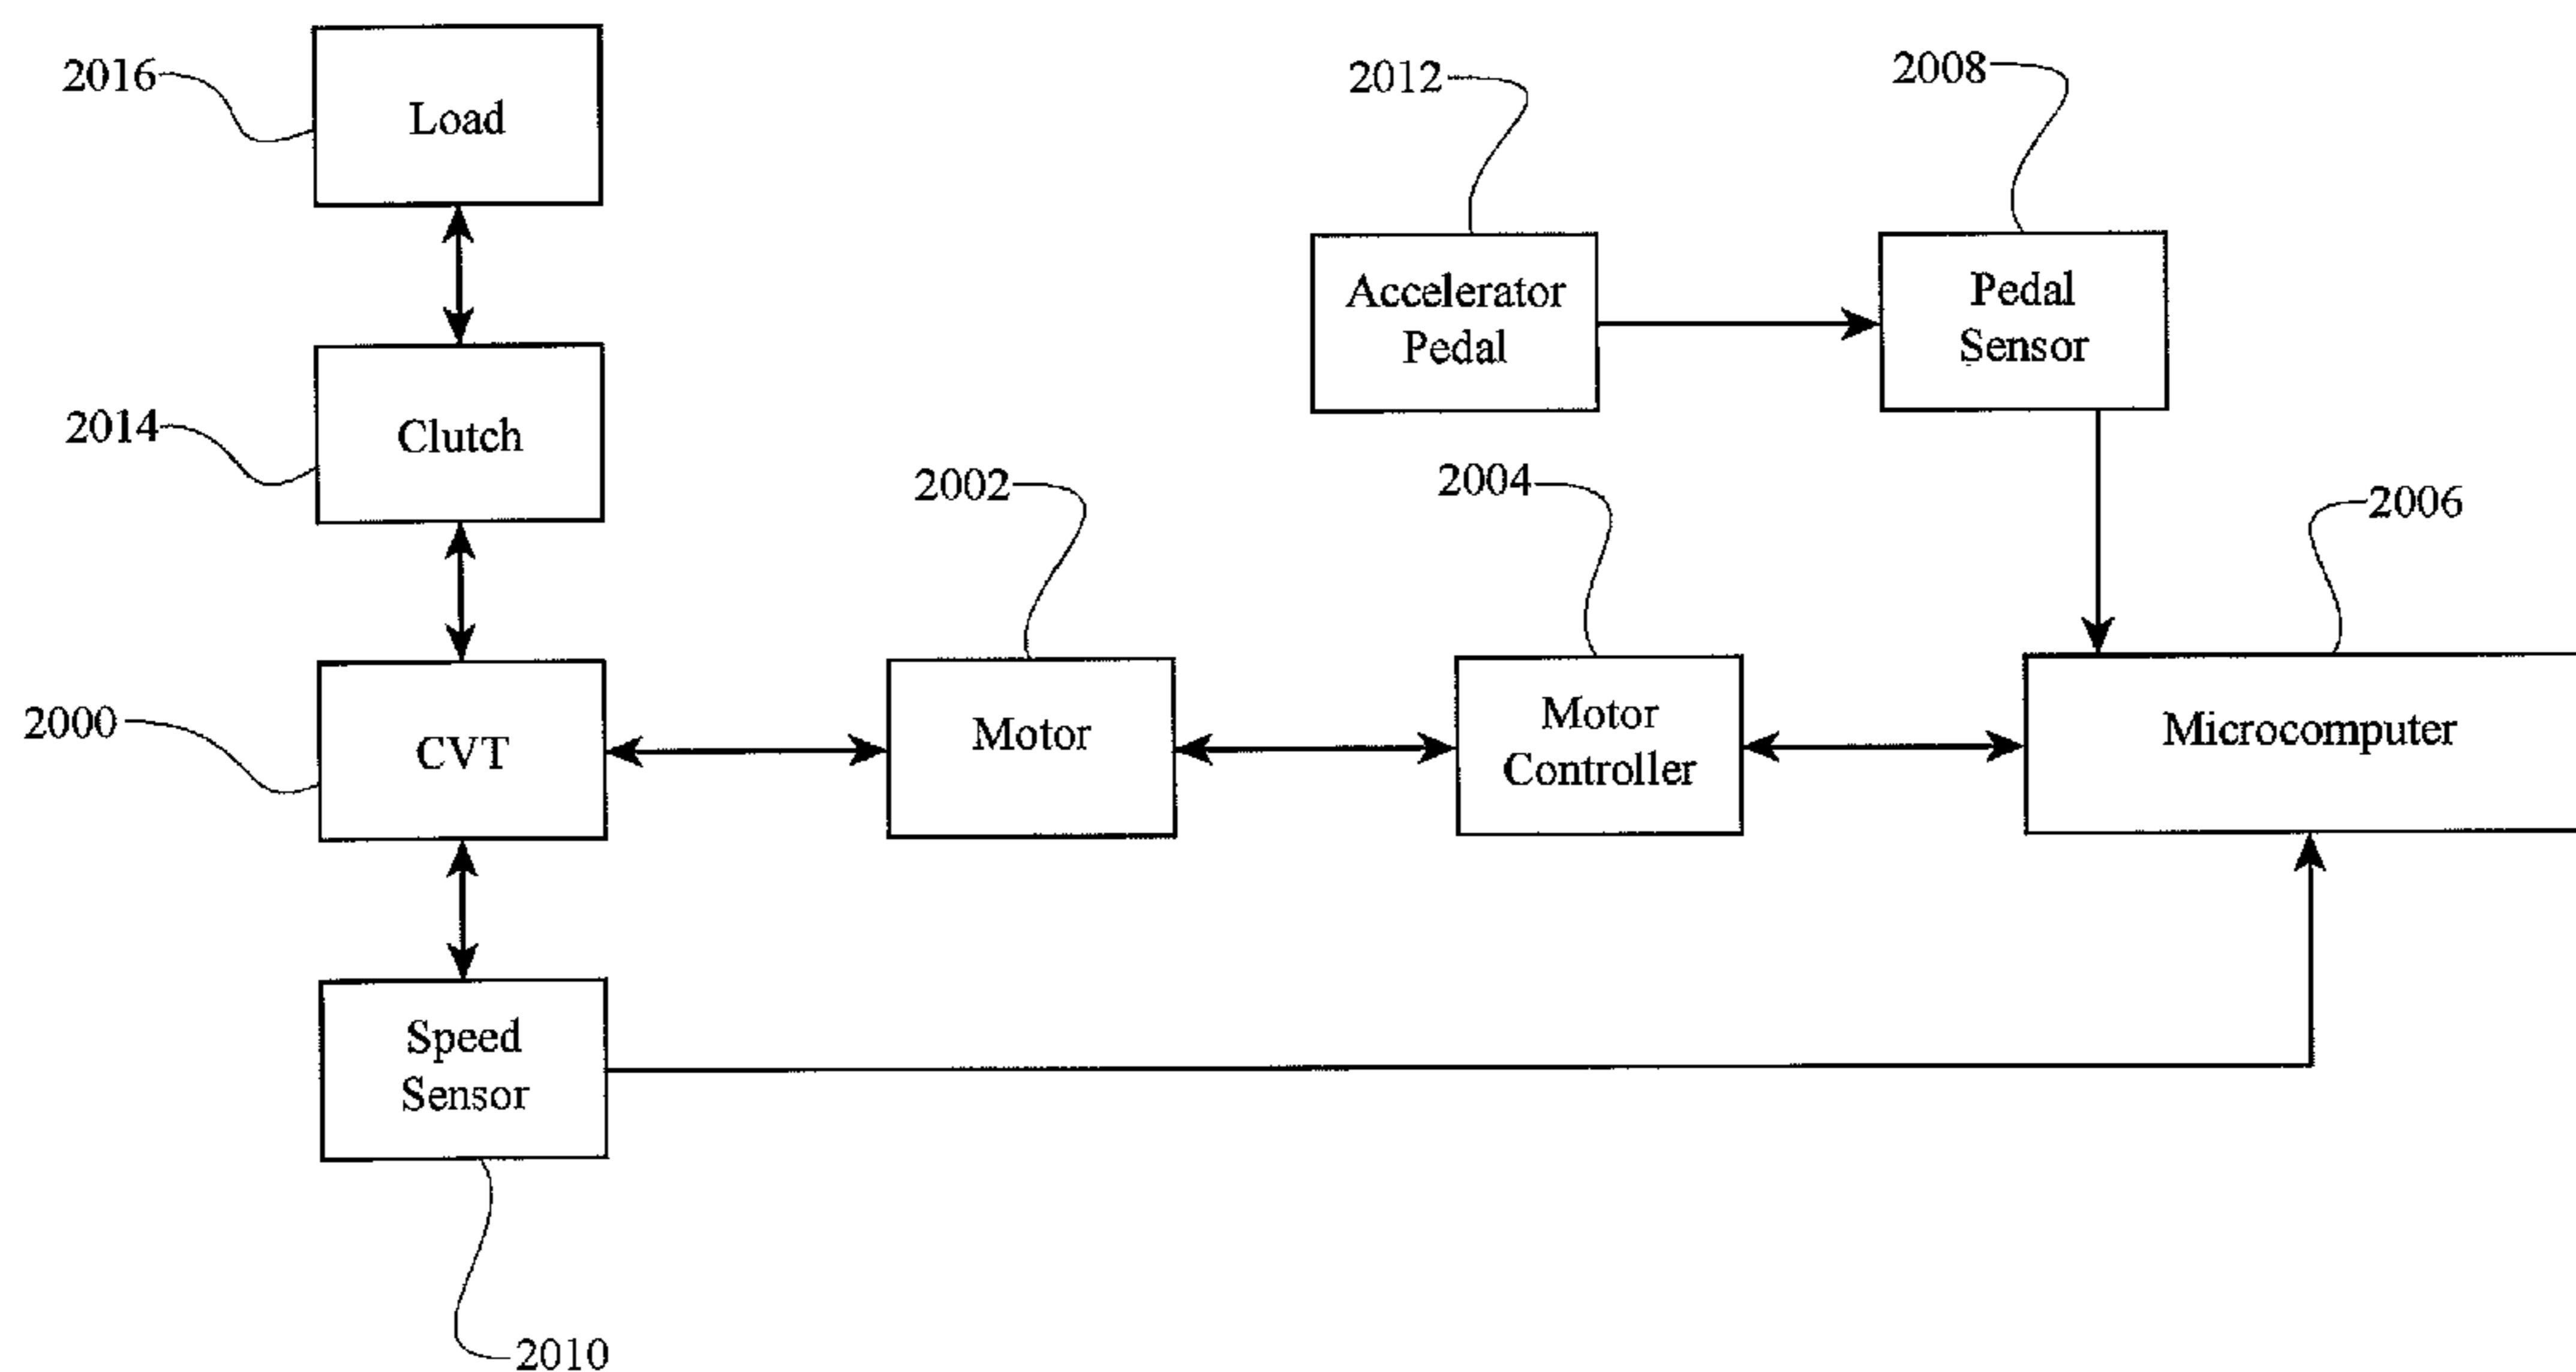 2016
Load
2012
2008
Accelerator
Pedal
Pedal
Sensor
2014
Clutch
2002
2004
2006
2000
CVT
Motor
Motor
Controller
Microcomputer
Speed
Sensor
2010